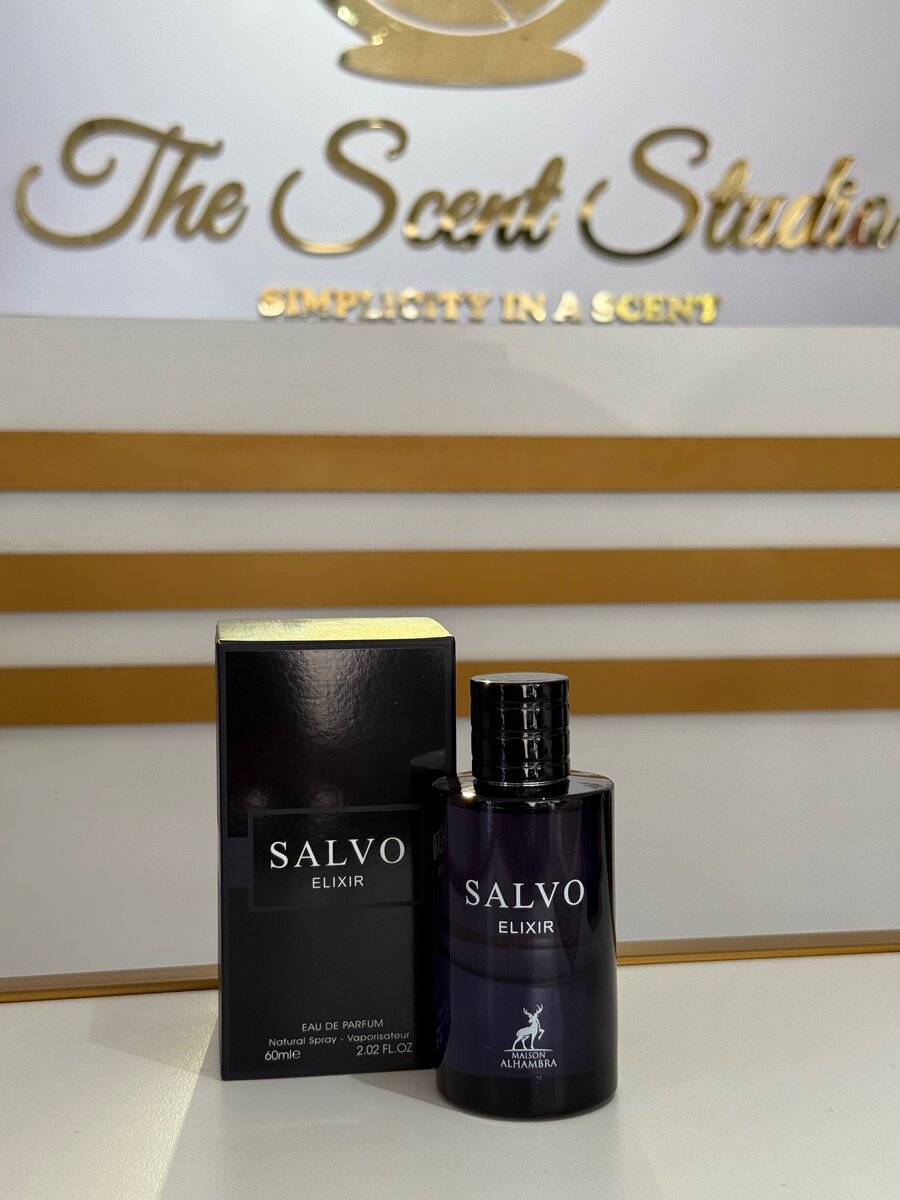 The Scent Studio
SIMPLICITY IN A SCENT
SALVO
ELIXIR
EAU DE PARFUM
Natural Spray - Vaporisateur
60ml℮ 2.02 FL.OZ
SALVO
ELIXIR
MAISON
ALHAMBRA